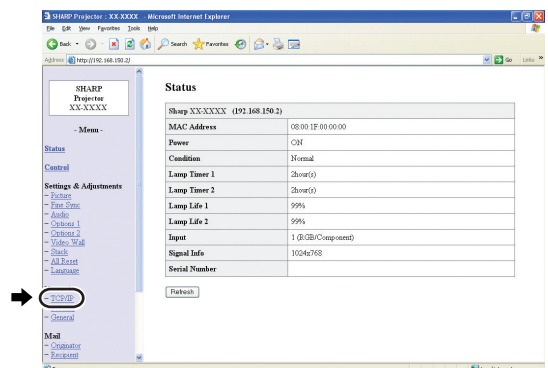 SHARP Projector : XX-XXXX - Microsoft Internet Explorer
File Edit View Favorites Tools Help
Back Search Favorites
Address http://192.168.150.2/ Go Links »
SHARP
Projector
XX-XXXX
- Menu -
Status
Control
Settings & Adjustments
– Picture
– Fine Sync
– Audio
– Options 1
– Options 2
– Video Wall
– Stack
– All Reset
– Language
– TCP/IP
– General
Mail
– Originator
– Recipient
Status
Sharp XX-XXXX (192.168.150.2)
MAC Address 08:00:1F:00:00:00
Power ON
Condition Normal
Lamp Timer 1 2hour(s)
Lamp Timer 2 2hour(s)
Lamp Life 1 99%
Lamp Life 2 99%
Input 1 (RGB/Component)
Signal Info 1024x768
Serial Number
Refresh